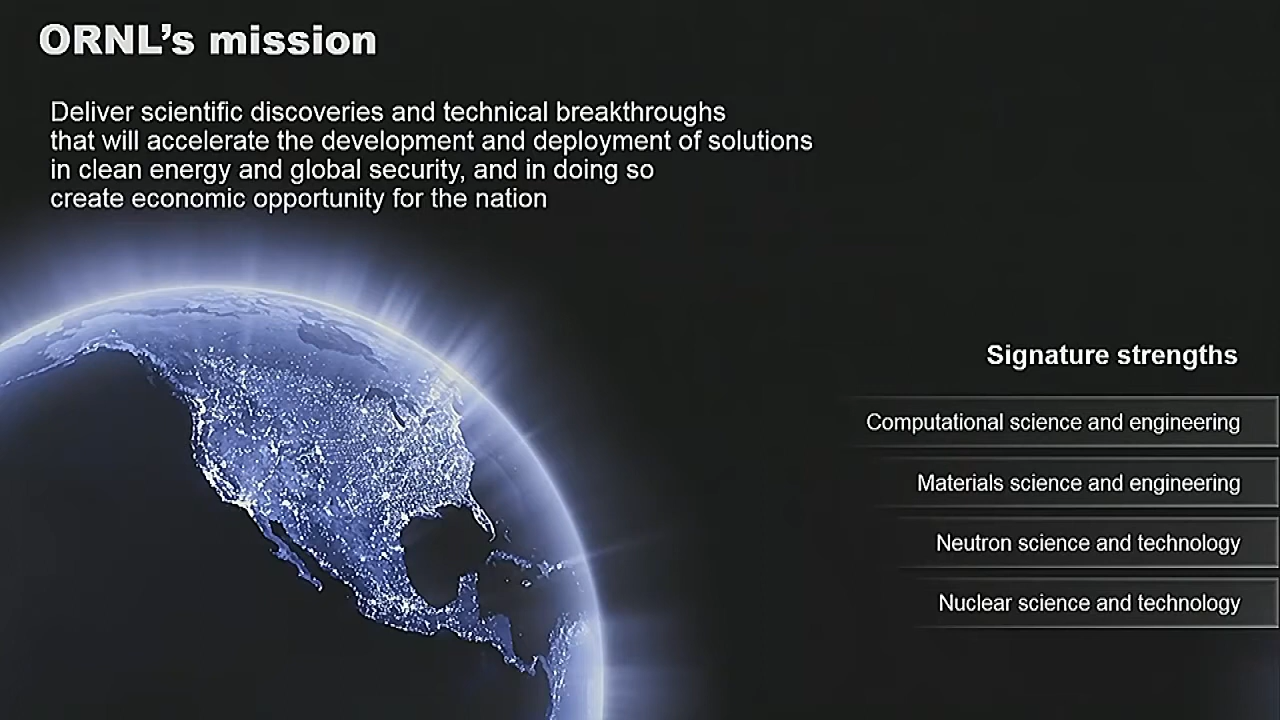 ORNL’s mission
Deliver scientific discoveries and technical breakthroughs
that will accelerate the development and deployment of solutions
in clean energy and global security, and in doing so
create economic opportunity for the nation
Signature strengths
Computational science and engineering
Materials science and engineering
Neutron science and technology
Nuclear science and technology